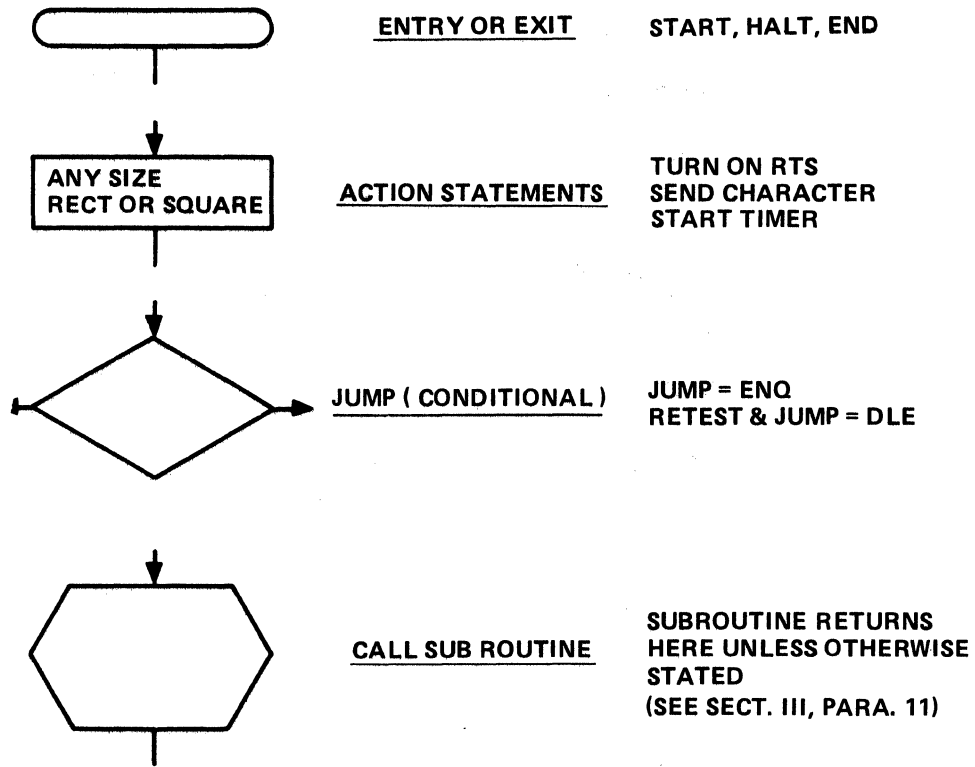 ENTRY OR EXIT START, HALT, END
ANY SIZE
RECT OR SQUARE
ACTION STATEMENTS
TURN ON RTS
SEND CHARACTER
START TIMER
JUMP ( CONDITIONAL )
JUMP = ENQ
RETEST & JUMP = DLE
CALL SUB ROUTINE
SUBROUTINE RETURNS
HERE UNLESS OTHERWISE
STATED
(SEE SECT. III, PARA. 11)